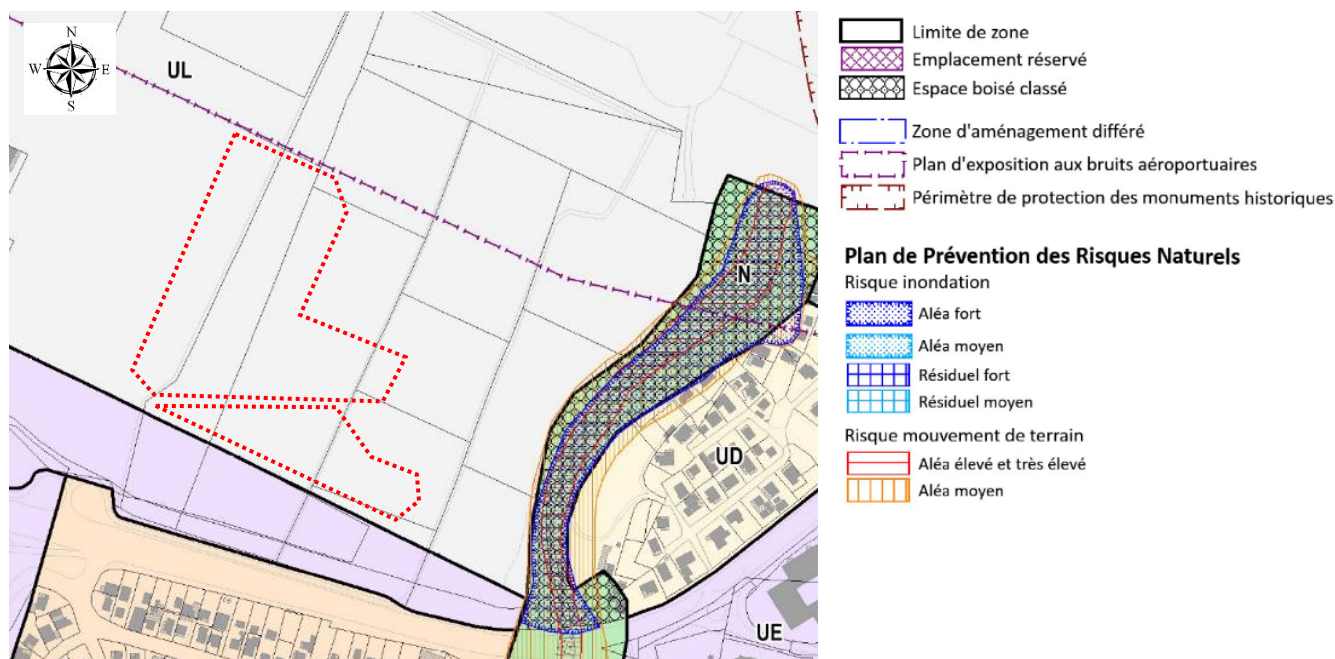 N
W E
S
UL
N
UD
UE
Limite de zone
Emplacement réservé
Espace boisé classé
Zone d'aménagement différé
Plan d'exposition aux bruits aéroportuaires
Périmètre de protection des monuments historiques
Plan de Prévention des Risques Naturels
Risque inondation
Aléa fort
Aléa moyen
Résiduel fort
Résiduel moyen
Risque mouvement de terrain
Aléa élevé et très élevé
Aléa moyen